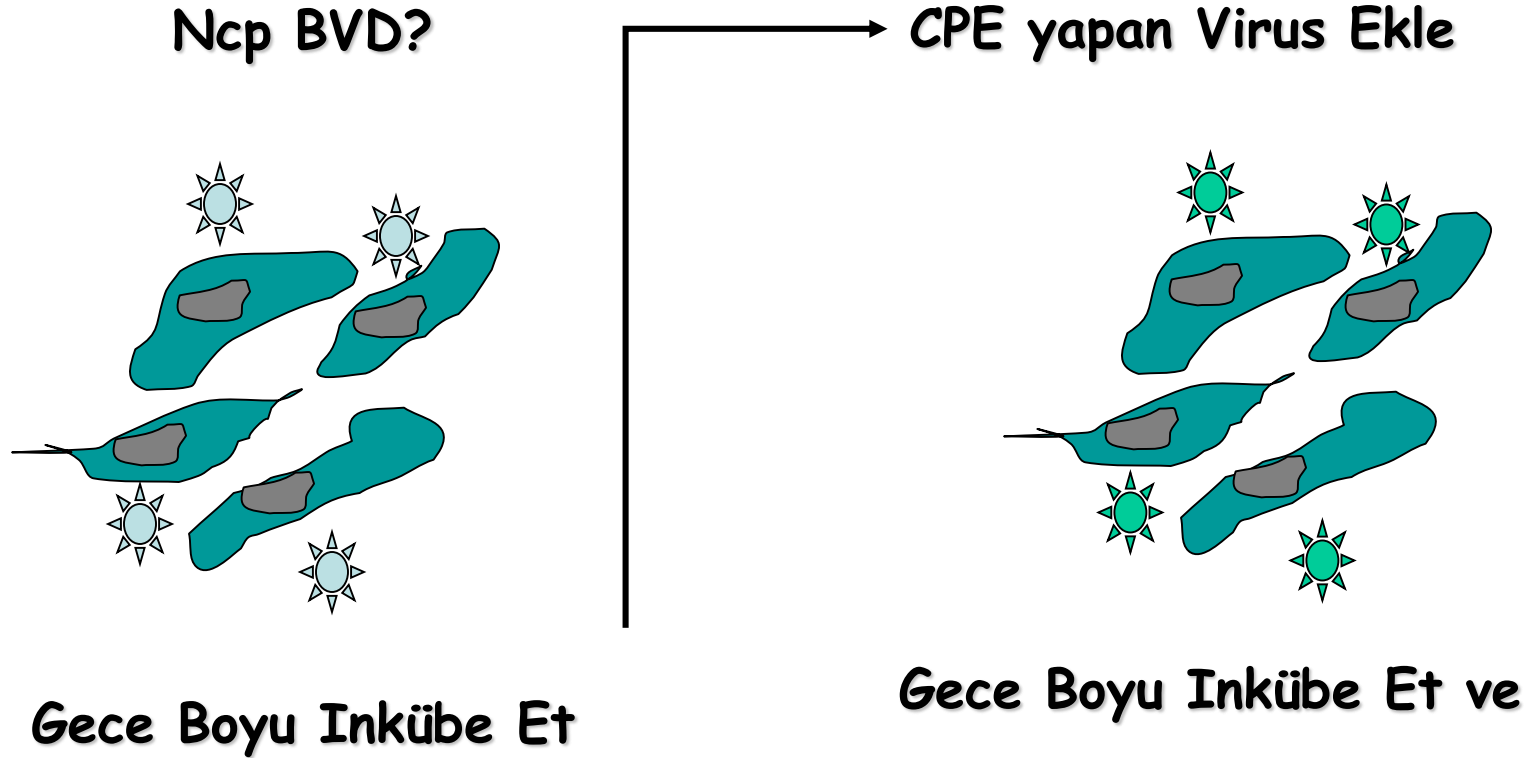 Ncp BVD?
CPE yapan Virus Ekle
Gece Boyu Inkübe Et
Gece Boyu Inkübe Et ve